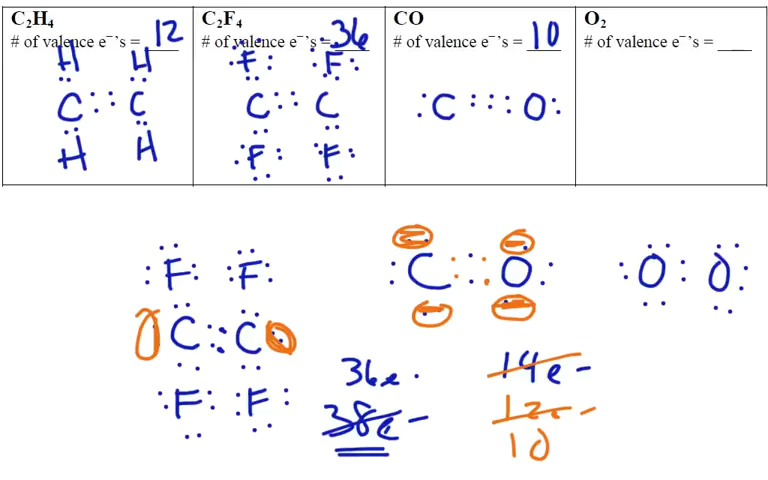 C₂H₄
# of valence e⁻'s = 12
H H
C :: C
H H
C₂F₄
# of valence e⁻'s = 36
F F
C :: C
F F
CO
# of valence e⁻'s = 10
:C ::: O:
O₂
# of valence e⁻'s = ____
F F
C :: C
F F
36e
38e-
C O
14e-
12e-
10
O : O